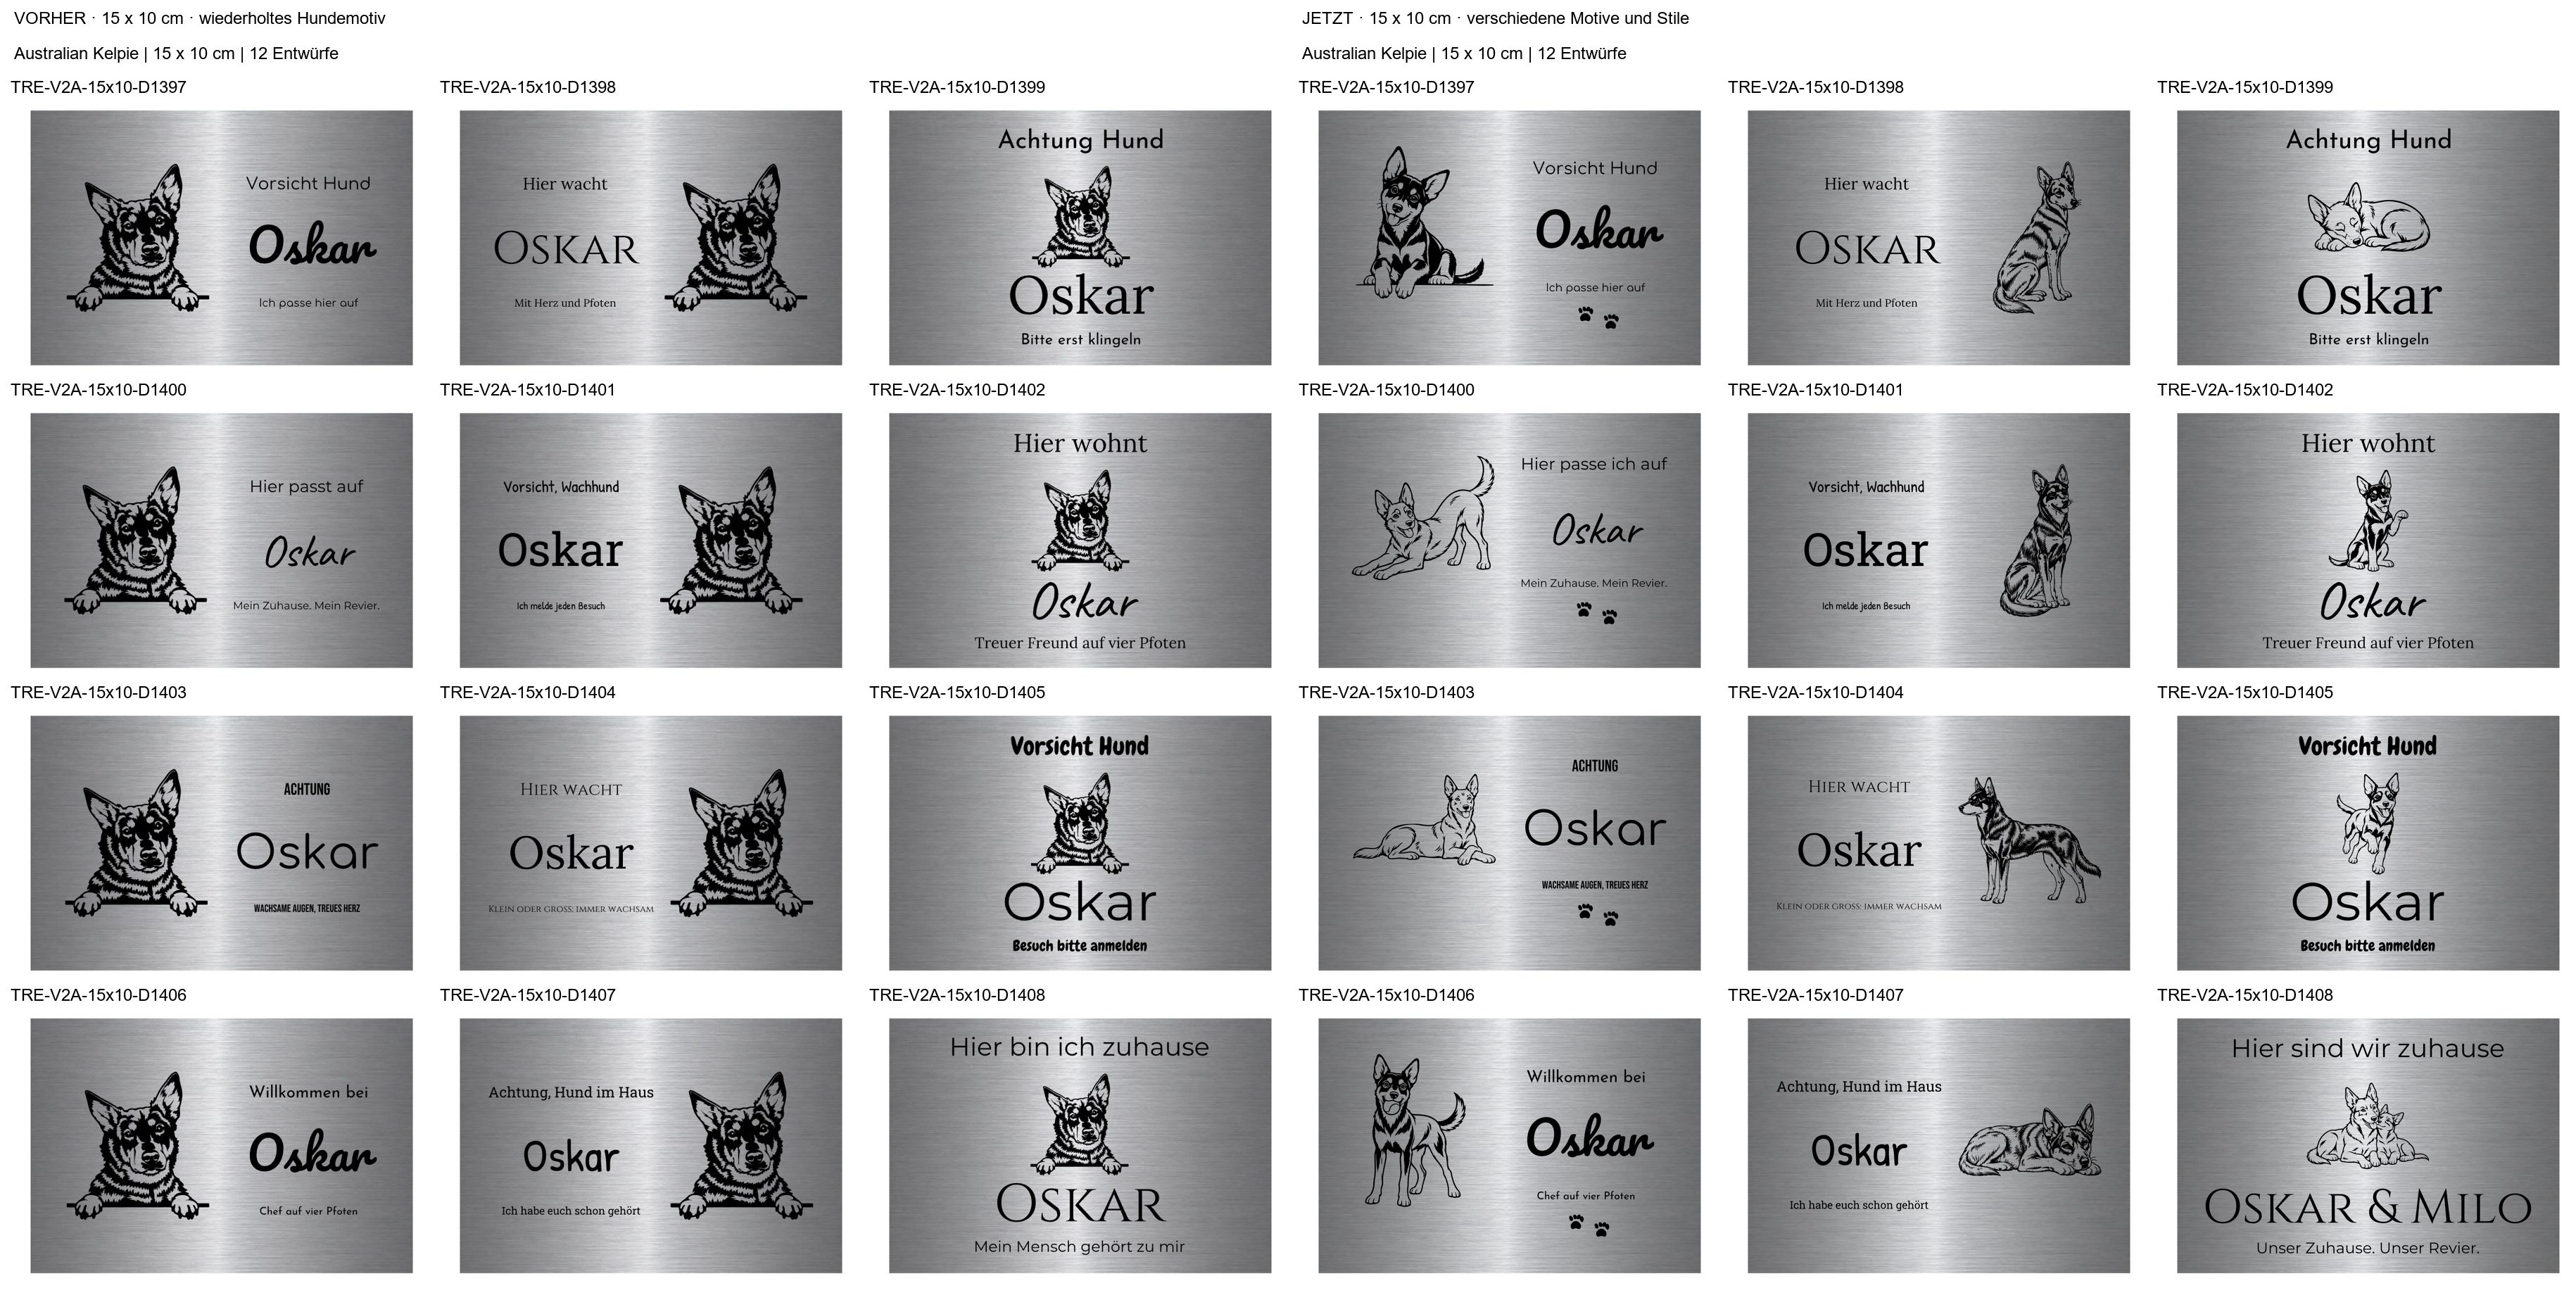 VORHER · 15 x 10 cm · wiederholtes Hundemotiv
Australian Kelpie | 15 x 10 cm | 12 Entwürfe
TRE-V2A-15x10-D1397
Vorsicht Hund
Oskar
Ich passe hier auf
TRE-V2A-15x10-D1398
Hier wacht
OSKAR
Mit Herz und Pfoten
TRE-V2A-15x10-D1399
Achtung Hund
Oskar
Bitte erst klingeln
TRE-V2A-15x10-D1400
Hier passt auf
Oskar
Mein Zuhause. Mein Revier.
TRE-V2A-15x10-D1401
Vorsicht, Wachhund
Oskar
Ich melde jeden Besuch
TRE-V2A-15x10-D1402
Hier wohnt
Oskar
Treuer Freund auf vier Pfoten
TRE-V2A-15x10-D1403
ACHTUNG
Oskar
WACHSAME AUGEN, TREUES HERZ
TRE-V2A-15x10-D1404
HIER WACHT
Oskar
KLEIN ODER GROSS: IMMER WACHSAM
TRE-V2A-15x10-D1405
Vorsicht Hund
Oskar
Besuch bitte anmelden
TRE-V2A-15x10-D1406
Willkommen bei
Oskar
Chef auf vier Pfoten
TRE-V2A-15x10-D1407
Achtung, Hund im Haus
Oskar
Ich habe euch schon gehört
TRE-V2A-15x10-D1408
Hier bin ich zuhause
OSKAR
Mein Mensch gehört zu mir
JETZT · 15 x 10 cm · verschiedene Motive und Stile
Australian Kelpie | 15 x 10 cm | 12 Entwürfe
TRE-V2A-15x10-D1397
Vorsicht Hund
Oskar
Ich passe hier auf
TRE-V2A-15x10-D1398
Hier wacht
OSKAR
Mit Herz und Pfoten
TRE-V2A-15x10-D1399
Achtung Hund
Oskar
Bitte erst klingeln
TRE-V2A-15x10-D1400
Hier passe ich auf
Oskar
Mein Zuhause. Mein Revier.
TRE-V2A-15x10-D1401
Vorsicht, Wachhund
Oskar
Ich melde jeden Besuch
TRE-V2A-15x10-D1402
Hier wohnt
Oskar
Treuer Freund auf vier Pfoten
TRE-V2A-15x10-D1403
ACHTUNG
Oskar
WACHSAME AUGEN, TREUES HERZ
TRE-V2A-15x10-D1404
HIER WACHT
Oskar
KLEIN ODER GROSS: IMMER WACHSAM
TRE-V2A-15x10-D1405
Vorsicht Hund
Oskar
Besuch bitte anmelden
TRE-V2A-15x10-D1406
Willkommen bei
Oskar
Chef auf vier Pfoten
TRE-V2A-15x10-D1407
Achtung, Hund im Haus
Oskar
Ich habe euch schon gehört
TRE-V2A-15x10-D1408
Hier sind wir zuhause
OSKAR & MILO
Unser Zuhause. Unser Revier.